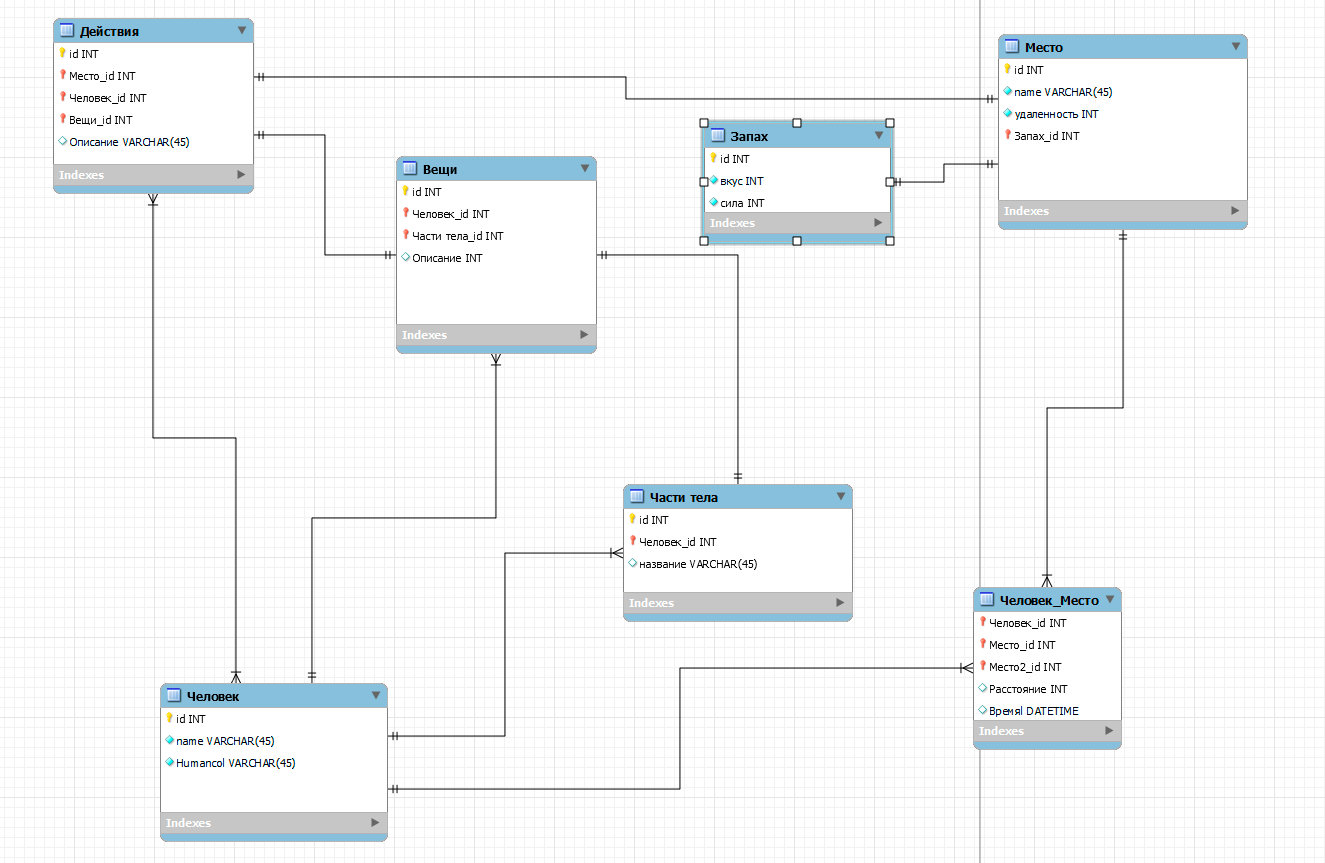 Действия
id INT
Место_id INT
Человек_id INT
Вещи_id INT
Описание VARCHAR(45)
Indexes
Вещи
id INT
Человек_id INT
Части тела_id INT
Описание INT
Indexes
Запах
id INT
вкус INT
сила INT
Indexes
Место
id INT
name VARCHAR(45)
удаленность INT
Запах_id INT
Indexes
Части тела
id INT
Человек_id INT
название VARCHAR(45)
Indexes
Человек_Место
Человек_id INT
Место_id INT
Место2_id INT
Расстояние INT
Времяl DATETIME
Indexes
Человек
id INT
name VARCHAR(45)
Humancol VARCHAR(45)
Indexes